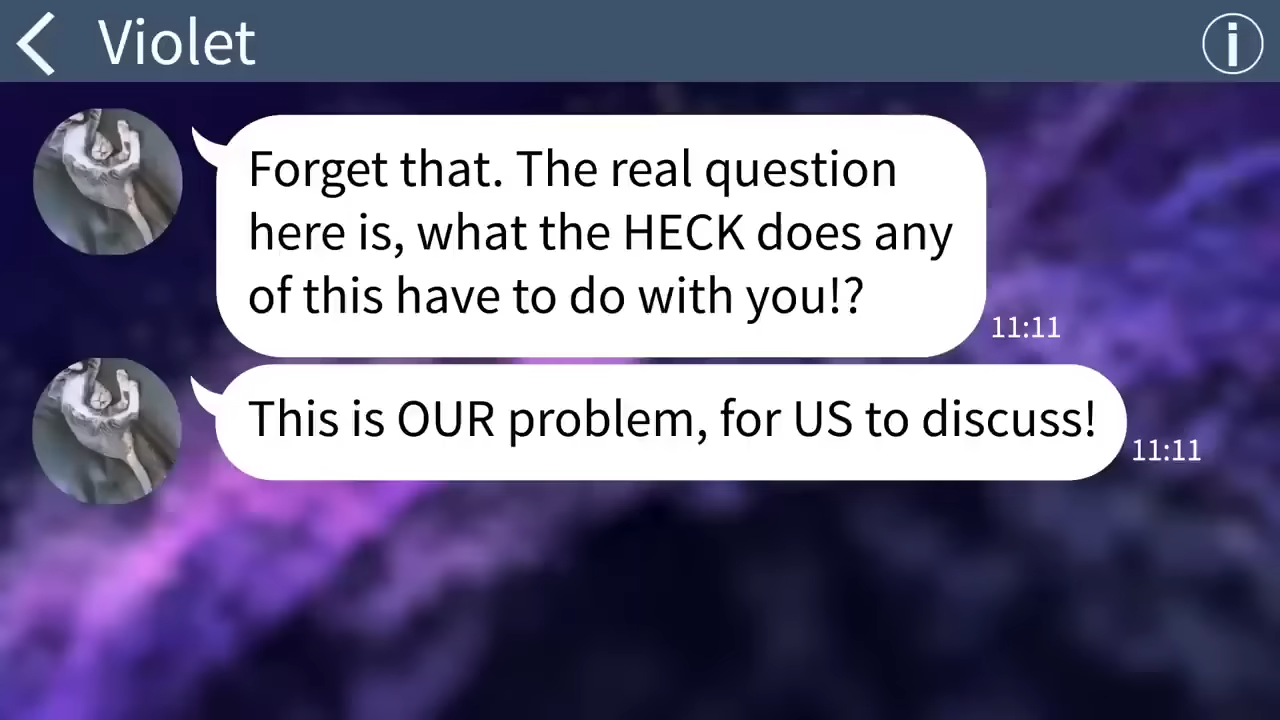 Violet
Forget that. The real question
here is, what the HECK does any
of this have to do with you!?
11:11
This is OUR problem, for US to discuss!
11:11